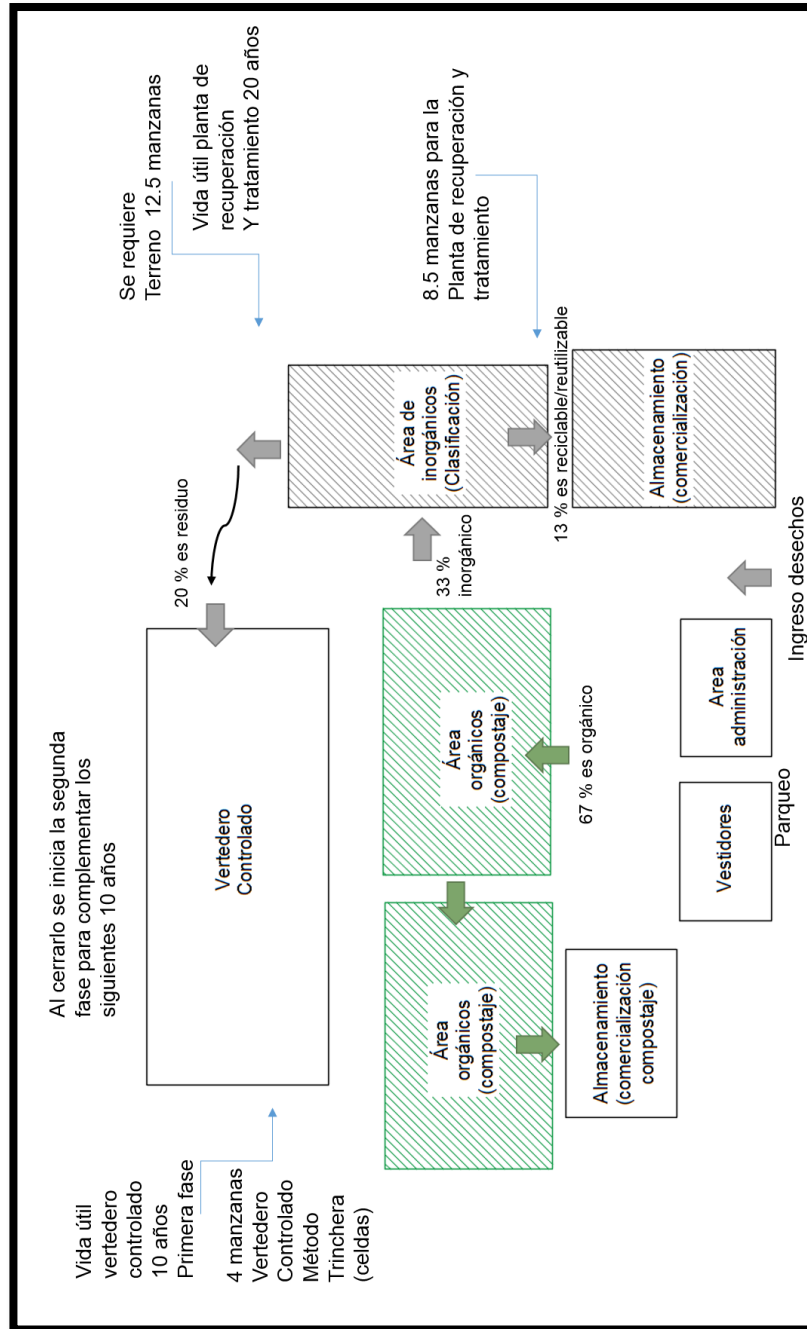 Vida útil
vertedero
controlado
10 años
Primera fase
4 manzanas
Vertedero
Controlado
Método
Trinchera
(celdas)
Al cerrarlo se inicia la segunda
fase para complementar los
siguientes 10 años
Vertedero
Controlado
20 % es residuo
Se requiere
Terreno 12.5 manzanas
Vida útil planta de
recuperación
Y tratamiento 20 años
Área
orgánicos
(compostaje)
Área
orgánicos
(compostaje)
33 %
inorgánico
Área de
inorgánicos
(Clasificación)
8.5 manzanas para la
Planta de recuperación y
tratamiento
67 % es orgánico
13 % es reciclable/reutilizable
Almacenamiento
(comercialización
compostaje)
Almacenamiento
(comercialización)
Vestidores
Area
administración
Parqueo
Ingreso desechos